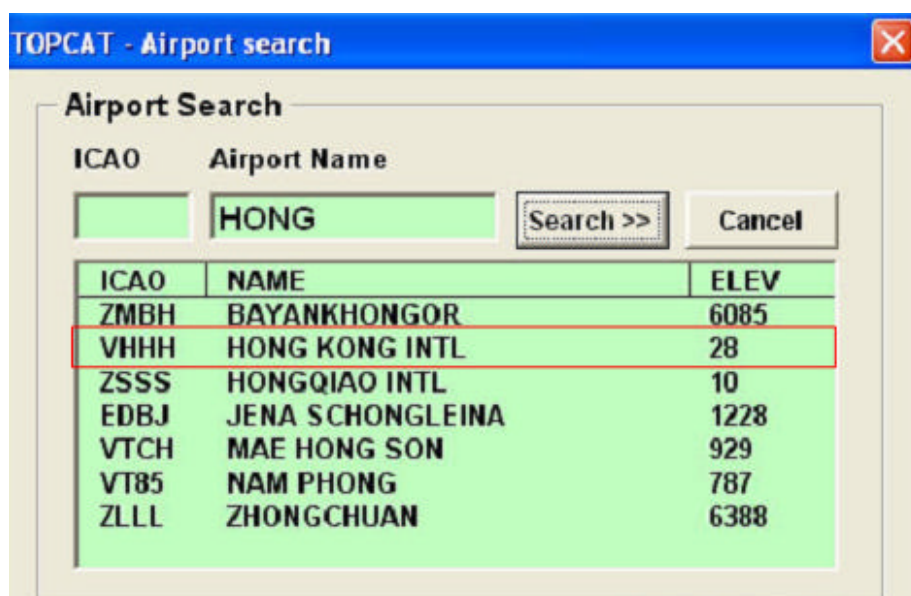 TOPCAT - Airport search
Airport Search
ICAO Airport Name
HONG Search >> Cancel
ICAO NAME ELEV
ZMBH BAYANKHONGOR 6085
VHHH HONG KONG INTL 28
ZSSS HONGQIAO INTL 10
EDBJ JENA SCHONGLEINA 1228
VTCH MAE HONG SON 929
VT85 NAM PHONG 787
ZLLL ZHONGCHUAN 6388